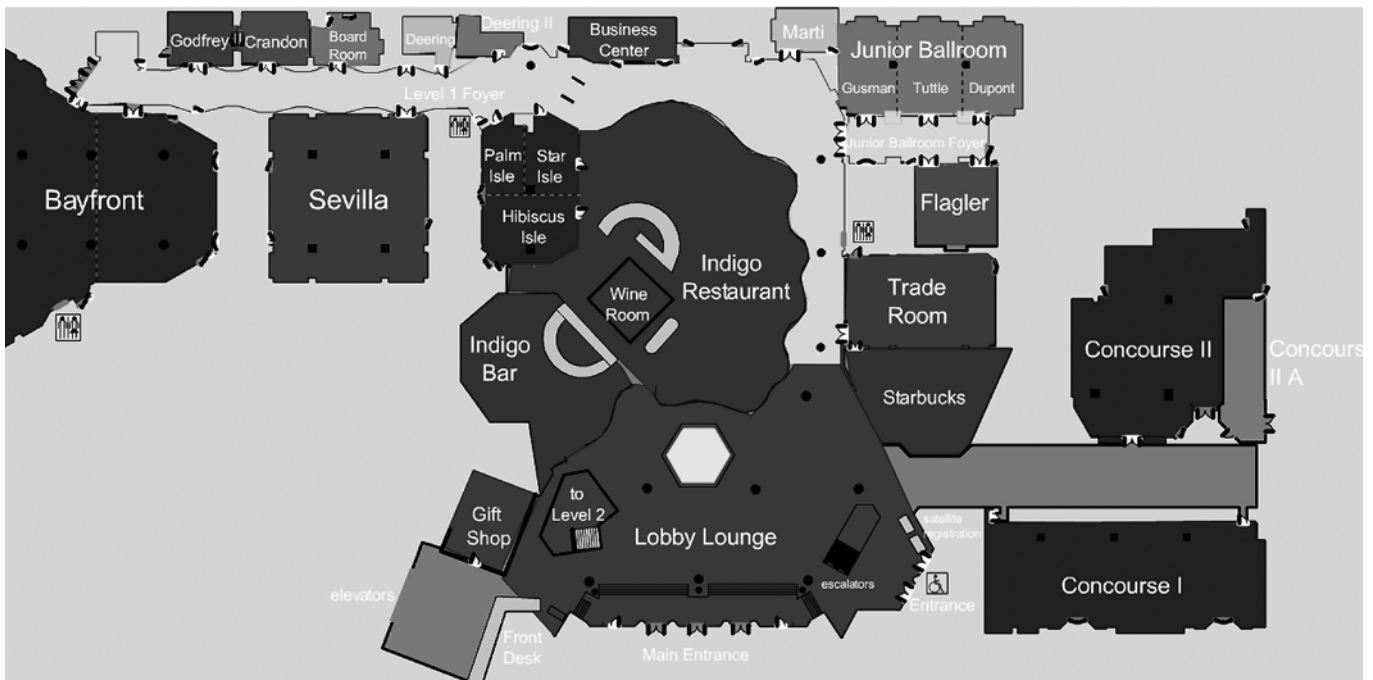 Godfrey
Crandon
Board
Room
Deering
Deering II
Business
Center
Marti
Junior Ballroom
Gusman
Tuttle
Dupont
Level 1 Foyer
Junior Ballroom Foyer
Bayfront
Sevilla
Palm
Isle
Star
Isle
Hibiscus
Isle
Flagler
Indigo
Restaurant
Wine
Room
Trade
Room
Indigo
Bar
Starbucks
Concourse II
Concours
II A
Gift
Shop
to
Level 2
Lobby Lounge
satellite
registration
escalators
Concourse I
elevators
Entrance
Front
Desk
Main Entrance